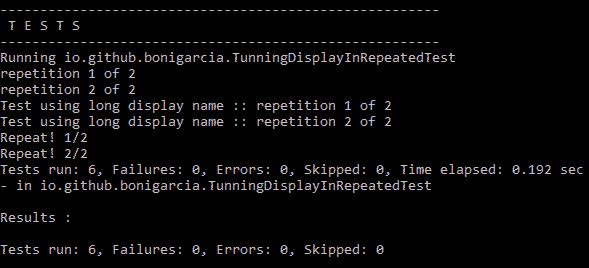 -------------------------------------------------------
 T E S T S
-------------------------------------------------------
Running io.github.bonigarcia.TunningDisplayInRepeatedTest
repetition 1 of 2
repetition 2 of 2
Test using long display name :: repetition 1 of 2
Test using long display name :: repetition 2 of 2
Repeat! 1/2
Repeat! 2/2
Tests run: 6, Failures: 0, Errors: 0, Skipped: 0, Time elapsed: 0.192 sec
- in io.github.bonigarcia.TunningDisplayInRepeatedTest
Results :
Tests run: 6, Failures: 0, Errors: 0, Skipped: 0